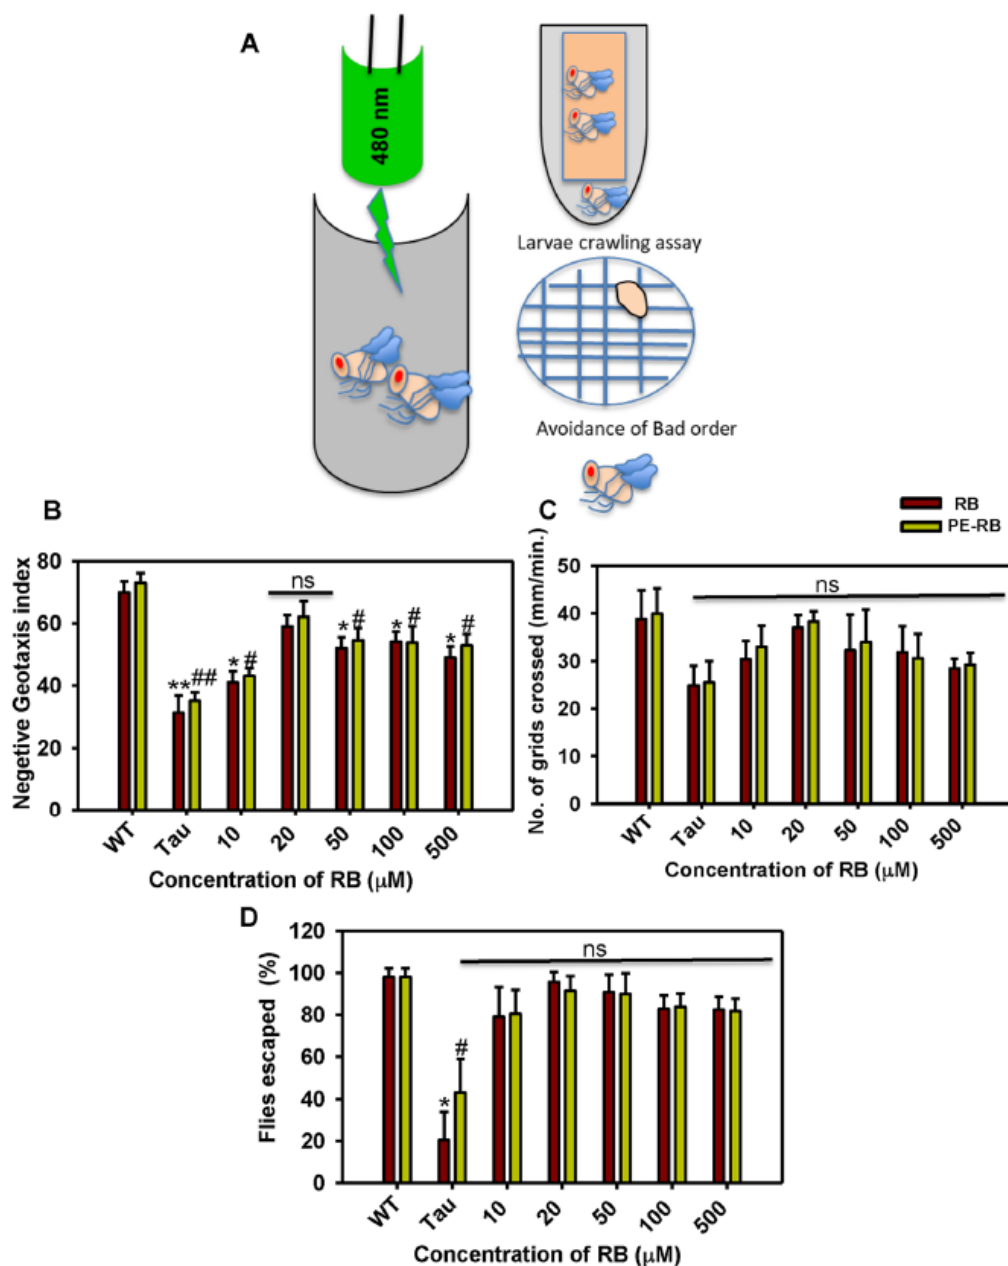 A
480 nm
Larvae crawling assay
Avoidance of Bad order
B
Negetive Geotaxis index
80
60
40
20
0
ns
**
##
*
#
*
#
*
#
*
#
WT
Tau
10
20
50
100
500
Concentration of RB (μM)
C
RB
PE-RB
No. of grids crossed (mm/min.)
50
40
30
20
10
0
ns
WT
Tau
10
20
50
100
500
Concentration of RB (μM)
D
Flies escaped (%)
120
100
80
60
40
20
0
ns
*
#
WT
Tau
10
20
50
100
500
Concentration of RB (μM)